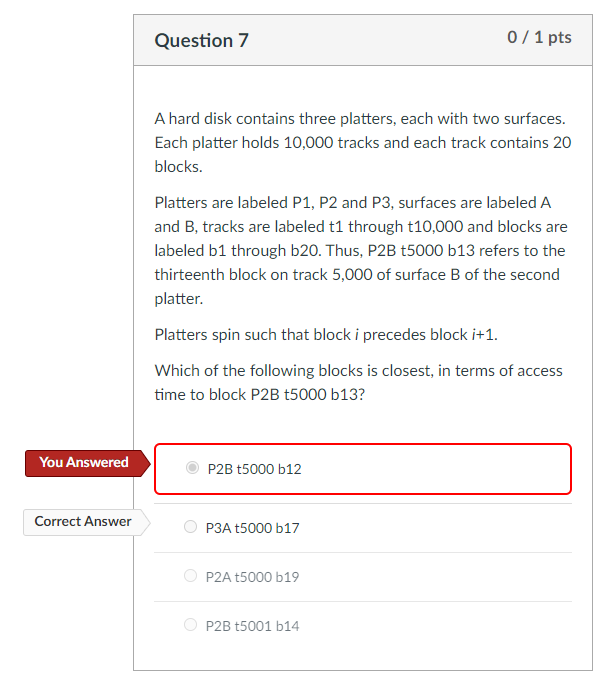 Question 7
0 / 1 pts
A hard disk contains three platters, each with two surfaces.
Each platter holds 10,000 tracks and each track contains 20
blocks.
Platters are labeled P1, P2 and P3, surfaces are labeled A
and B, tracks are labeled t1 through t10,000 and blocks are
labeled b1 through b20. Thus, P2B t5000 b13 refers to the
thirteenth block on track 5,000 of surface B of the second
platter.
Platters spin such that block i precedes block i+1.
Which of the following blocks is closest, in terms of access
time to block P2B t5000 b13?
You Answered
P2B t5000 b12
Correct Answer
P3A t5000 b17
P2A t5000 b19
P2B t5001 b14